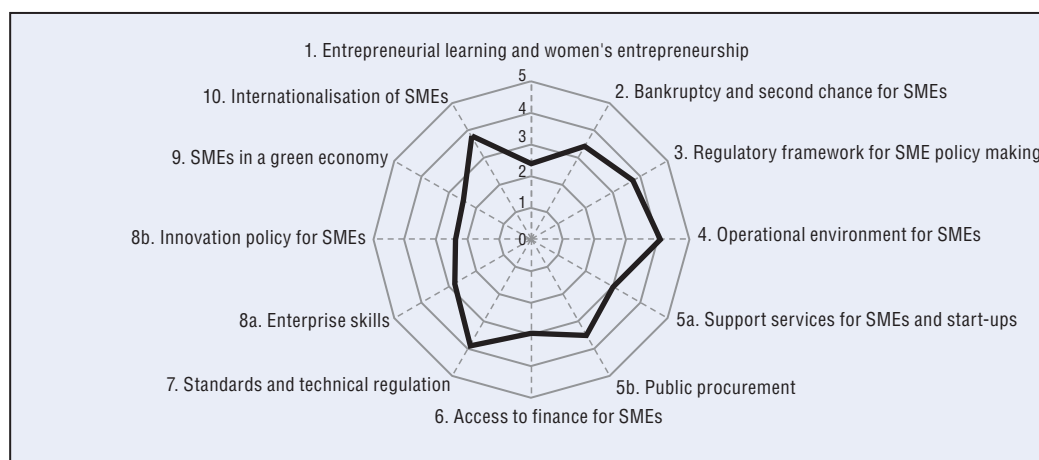 1. Entrepreneurial learning and women's entrepreneurship
5
10. Internationalisation of SMEs
2. Bankruptcy and second chance for SMEs
4
9. SMEs in a green economy
3
3. Regulatory framework for SME policy making
2
1
8b. Innovation policy for SMEs
0
4. Operational environment for SMEs
8a. Enterprise skills
5a. Support services for SMEs and start-ups
7. Standards and technical regulation
5b. Public procurement
6. Access to finance for SMEs